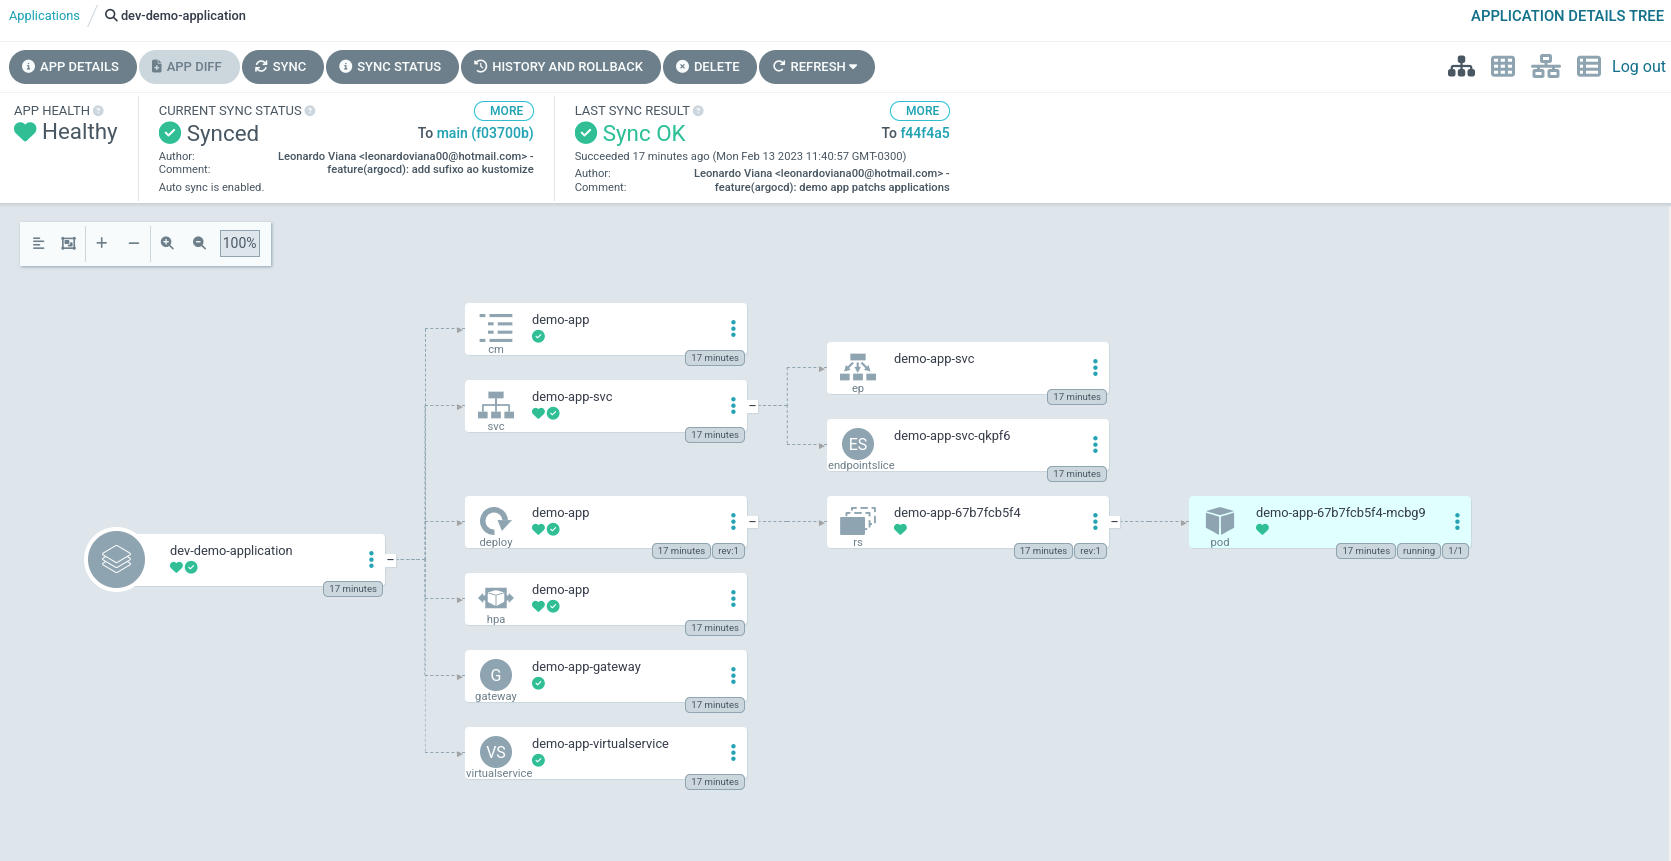 Applications / dev-demo-application
APPLICATION DETAILS TREE
APP DETAILS
APP DIFF
SYNC
SYNC STATUS
HISTORY AND ROLLBACK
DELETE
REFRESH
Log out
APP HEALTH
Healthy
CURRENT SYNC STATUS
MORE
Synced
To main (f03700b)
Author: Leonardo Viana <leonardoviana00@hotmail.com> -
Comment: feature(argocd): add sufixo ao kustomize
Auto sync is enabled.
LAST SYNC RESULT
MORE
Sync OK
To f44f4a5
Succeeded 17 minutes ago (Mon Feb 13 2023 11:40:57 GMT-0300)
Author: Leonardo Viana <leonardoviana00@hotmail.com> -
Comment: feature(argocd): demo app patchs applications
100%
dev-demo-application
17 minutes
demo-app
cm
17 minutes
demo-app-svc
svc
17 minutes
demo-app-svc
ep
17 minutes
ES
demo-app-svc-qkpf6
endpointslice
17 minutes
demo-app
deploy
17 minutes
rev:1
demo-app-67b7fcb5f4
rs
17 minutes
rev:1
demo-app-67b7fcb5f4-mcbg9
pod
17 minutes
running
1/1
demo-app
hpa
17 minutes
G
demo-app-gateway
gateway
17 minutes
VS
demo-app-virtualservice
virtualservice
17 minutes